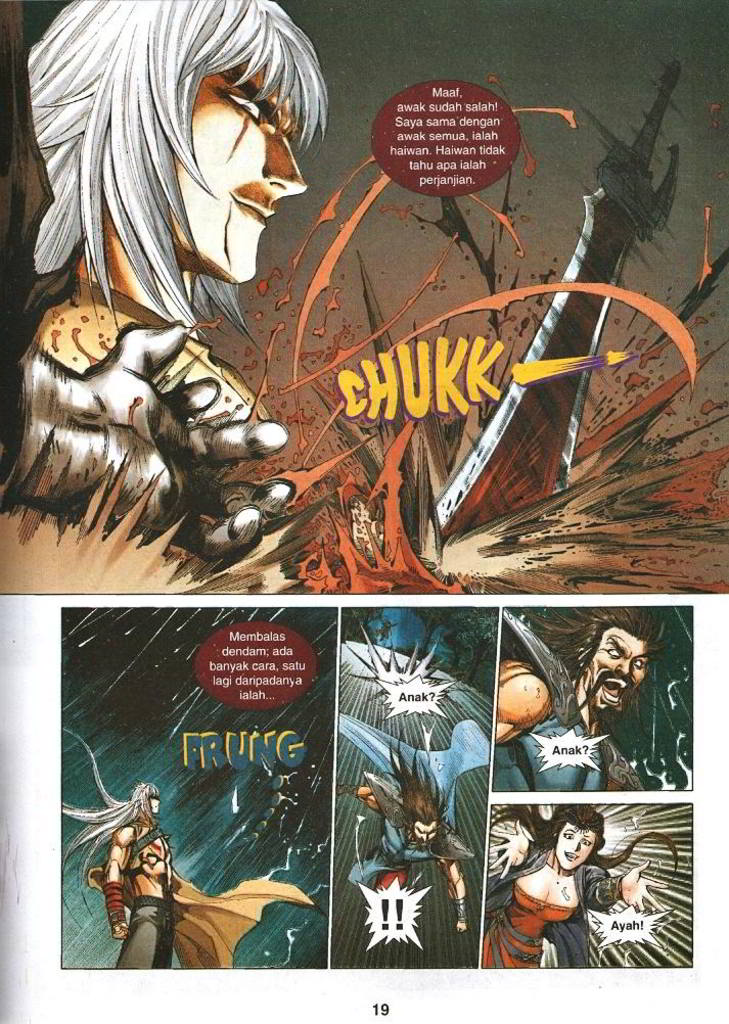 Maaf,
awak sudah salah!
Saya sama dengan
awak semua, ialah
haiwan. Haiwan tidak
tahu apa ialah
perjanjian.
CHUKK
Membalas
dendam; ada
banyak cara, satu
lagi daripadanya
ialah...
PRUNG
Anak?
!!
Anak?
Ayah!
19